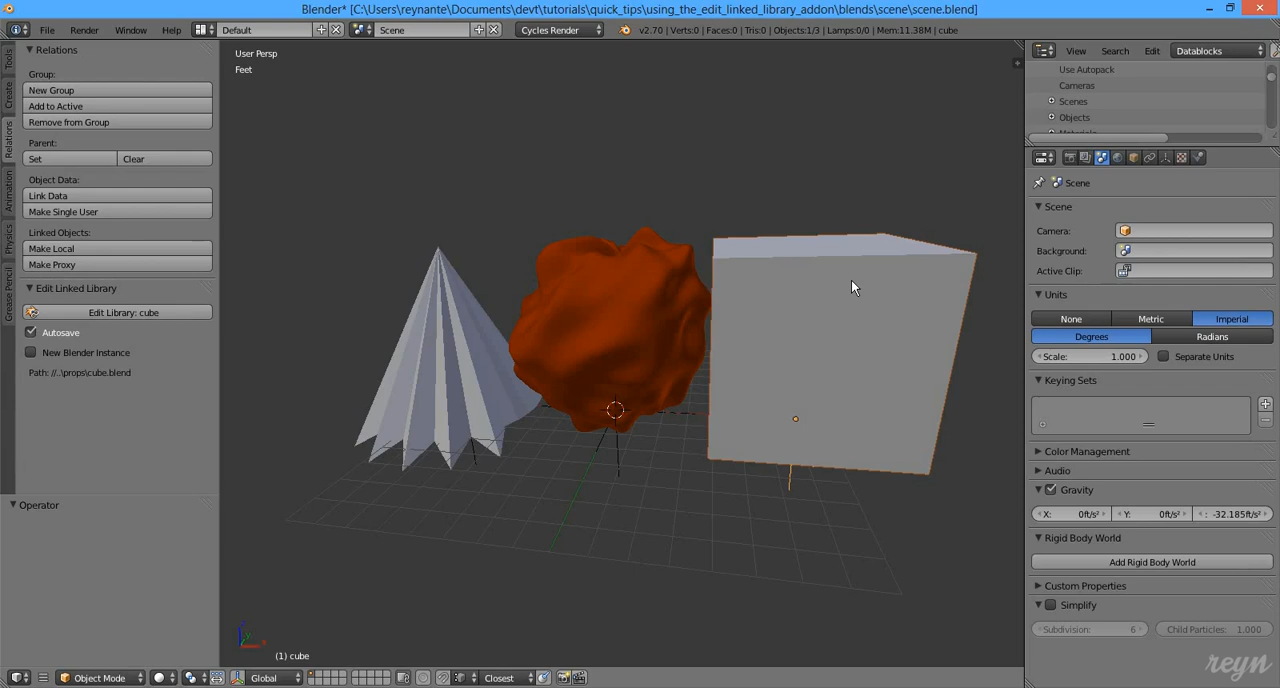 Blender* [C:\Users\reynante\Documents\devt\tutorials\quick_tips\using_the_edit_linked_library_addon\blends\scene\scene.blend]
File Render Window Help Default Scene Cycles Render v2.70 | Verts:0 | Faces:0 | Tris:0 | Objects:1/3 | Lamps:0/0 | Mem:11.38M | cube
Tools
Create
Relations
Animation
Physics
Grease Pencil
Relations
Group:
New Group
Add to Active
Remove from Group
Parent:
Set Clear
Object Data:
Link Data
Make Single User
Linked Objects:
Make Local
Make Proxy
Edit Linked Library
Edit Library: cube
Autosave
New Blender Instance
Path: //..\props\cube.blend
Operator
User Persp
Feet
(1) cube
Object Mode Global Closest
View Search Edit Datablocks
Use Autopack
Cameras
Scenes
Objects
Scene
Scene
Camera:
Background:
Active Clip:
Units
None Metric Imperial
Degrees Radians
Scale: 1.000 Separate Units
Keying Sets
Color Management
Audio
Gravity
X: 0ft/s² Y: 0ft/s² : -32.185ft/s²
Rigid Body World
Add Rigid Body World
Custom Properties
Simplify
Subdivision: 6 Child Particles: 1.000
reyn